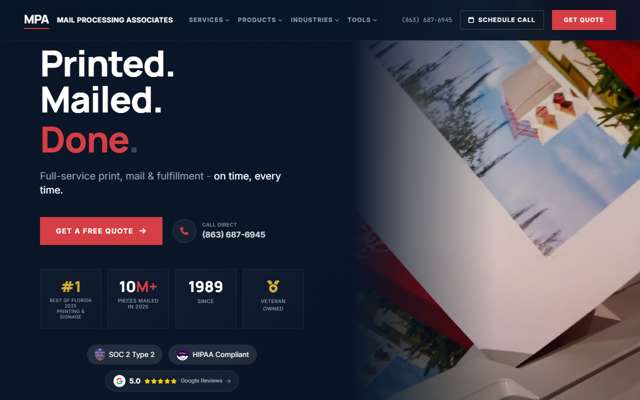 MPA MAIL PROCESSING ASSOCIATES SERVICES PRODUCTS INDUSTRIES TOOLS (863) 687-6945 SCHEDULE CALL GET QUOTE
Printed.
Mailed.
Done.
Full-service print, mail & fulfillment - on time, every
time.
GET A FREE QUOTE →
CALL DIRECT
(863) 687-6945
#1
BEST OF FLORIDA
2025
PRINTING &
SIGNAGE
10M+
PIECES MAILED
IN 2025
1989
SINCE
VETERAN
OWNED
SOC 2 Type 2
HIPAA Compliant
5.0 ★★★★★ Google Reviews →